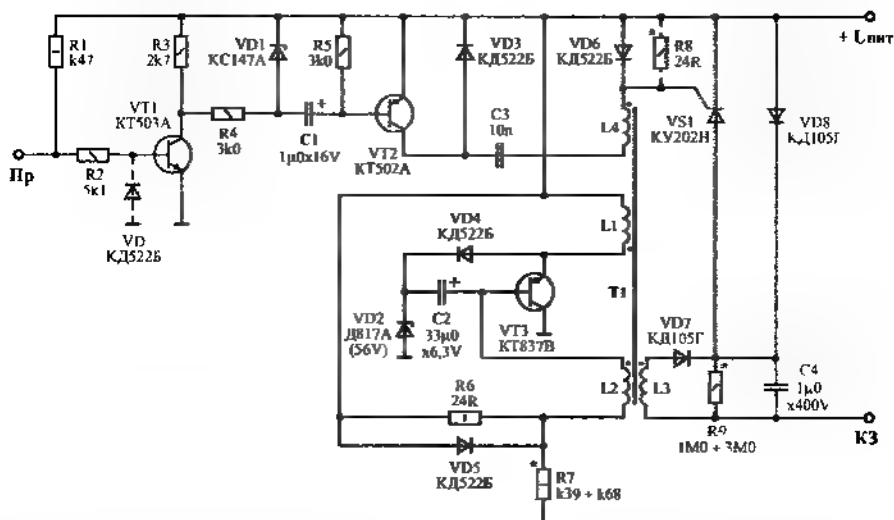 R1
k47
R3
2k7
VD1
КС147А
R5
3k0
VD3
КД522Б
VD6
КД522Б
R8
24R
+ Uпит
VT1
КТ503А
R4
3k0
C1
1µ0x16V
VT2
КТ502А
C3
10n
L4
VS1
КУ202Н
VD8
КД105Г
Пр
R2
5k1
VD
КД522Б
VD4
КД522Б
L1
T1
VD2
Д817А
(56V)
C2
33µ0
x6,3V
VT3
КТ837В
VD7
КД105Г
L2
L3
C4
1µ0
x400V
R6
24R
R9
1M0 + 3M0
КЗ
VD5
КД522Б
R7
k39 + k68